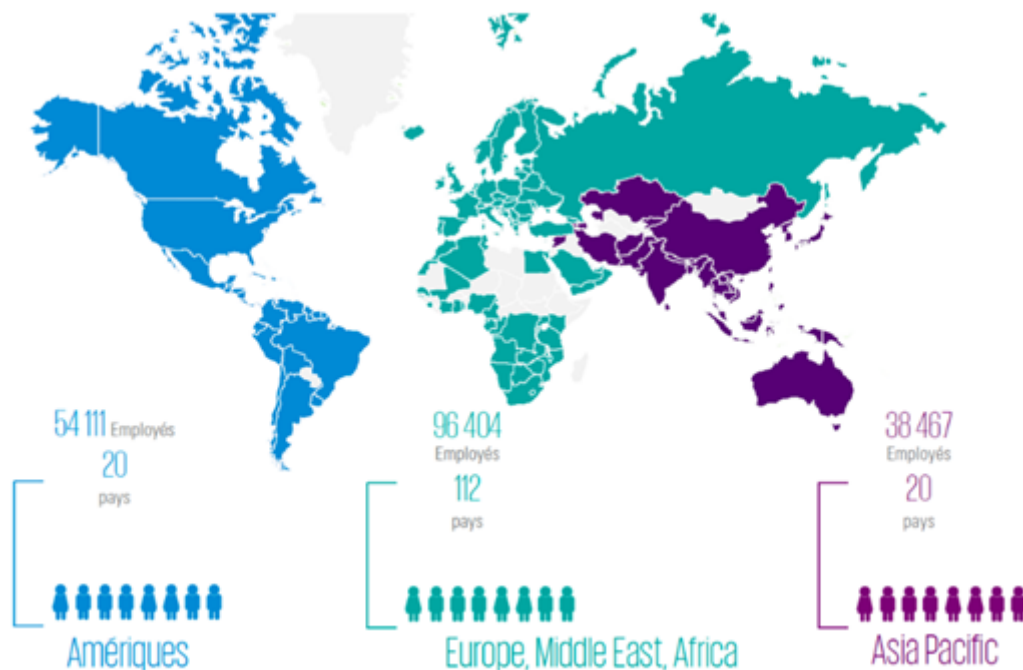 54 111 Employés
20
pays
Amériques
96 404
Employés
112
pays
Europe, Middle East, Africa
38 467
Employés
20
pays
Asia Pacific